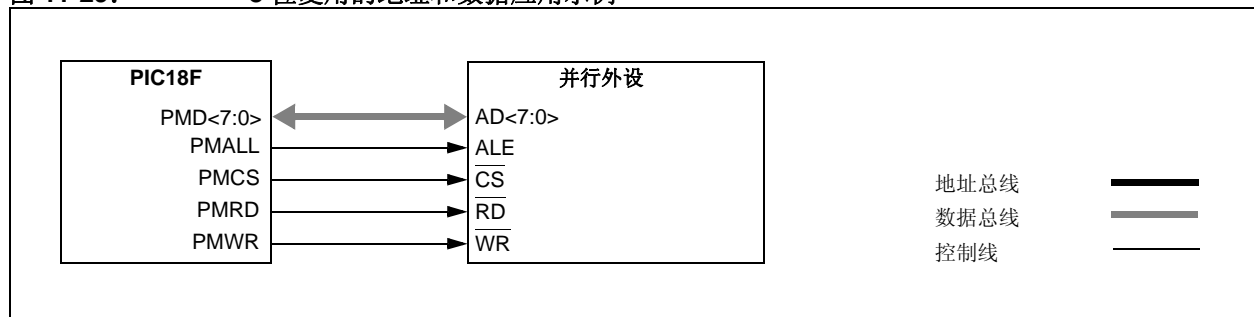 PIC18F
PMD<7:0>
PMALL
PMCS
PMRD
PMWR
并行外设
AD<7:0>
ALE
CS
RD
WR
地址总线
数据总线
控制线